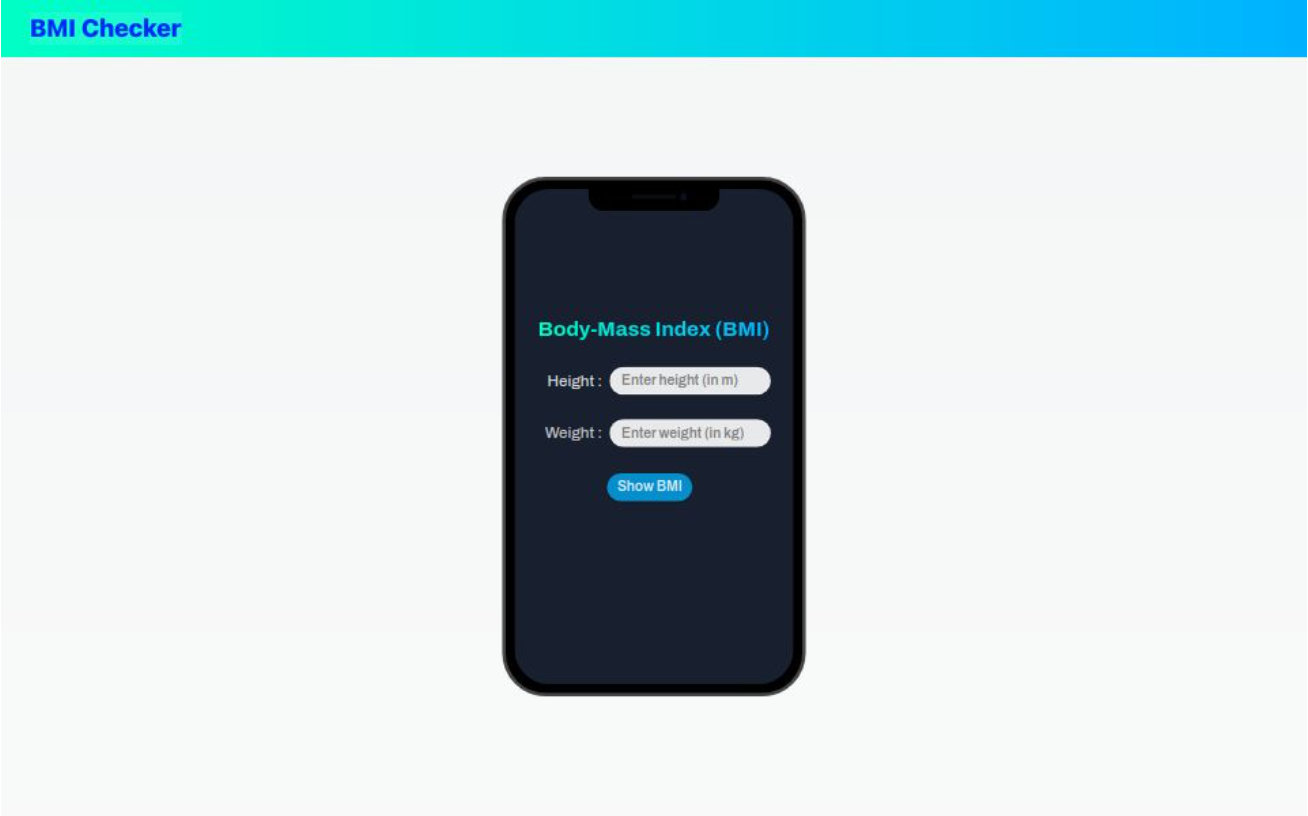 BMI Checker
Body-Mass Index (BMI)
Height : Enter height (in m)
Weight : Enter weight (in kg)
Show BMI